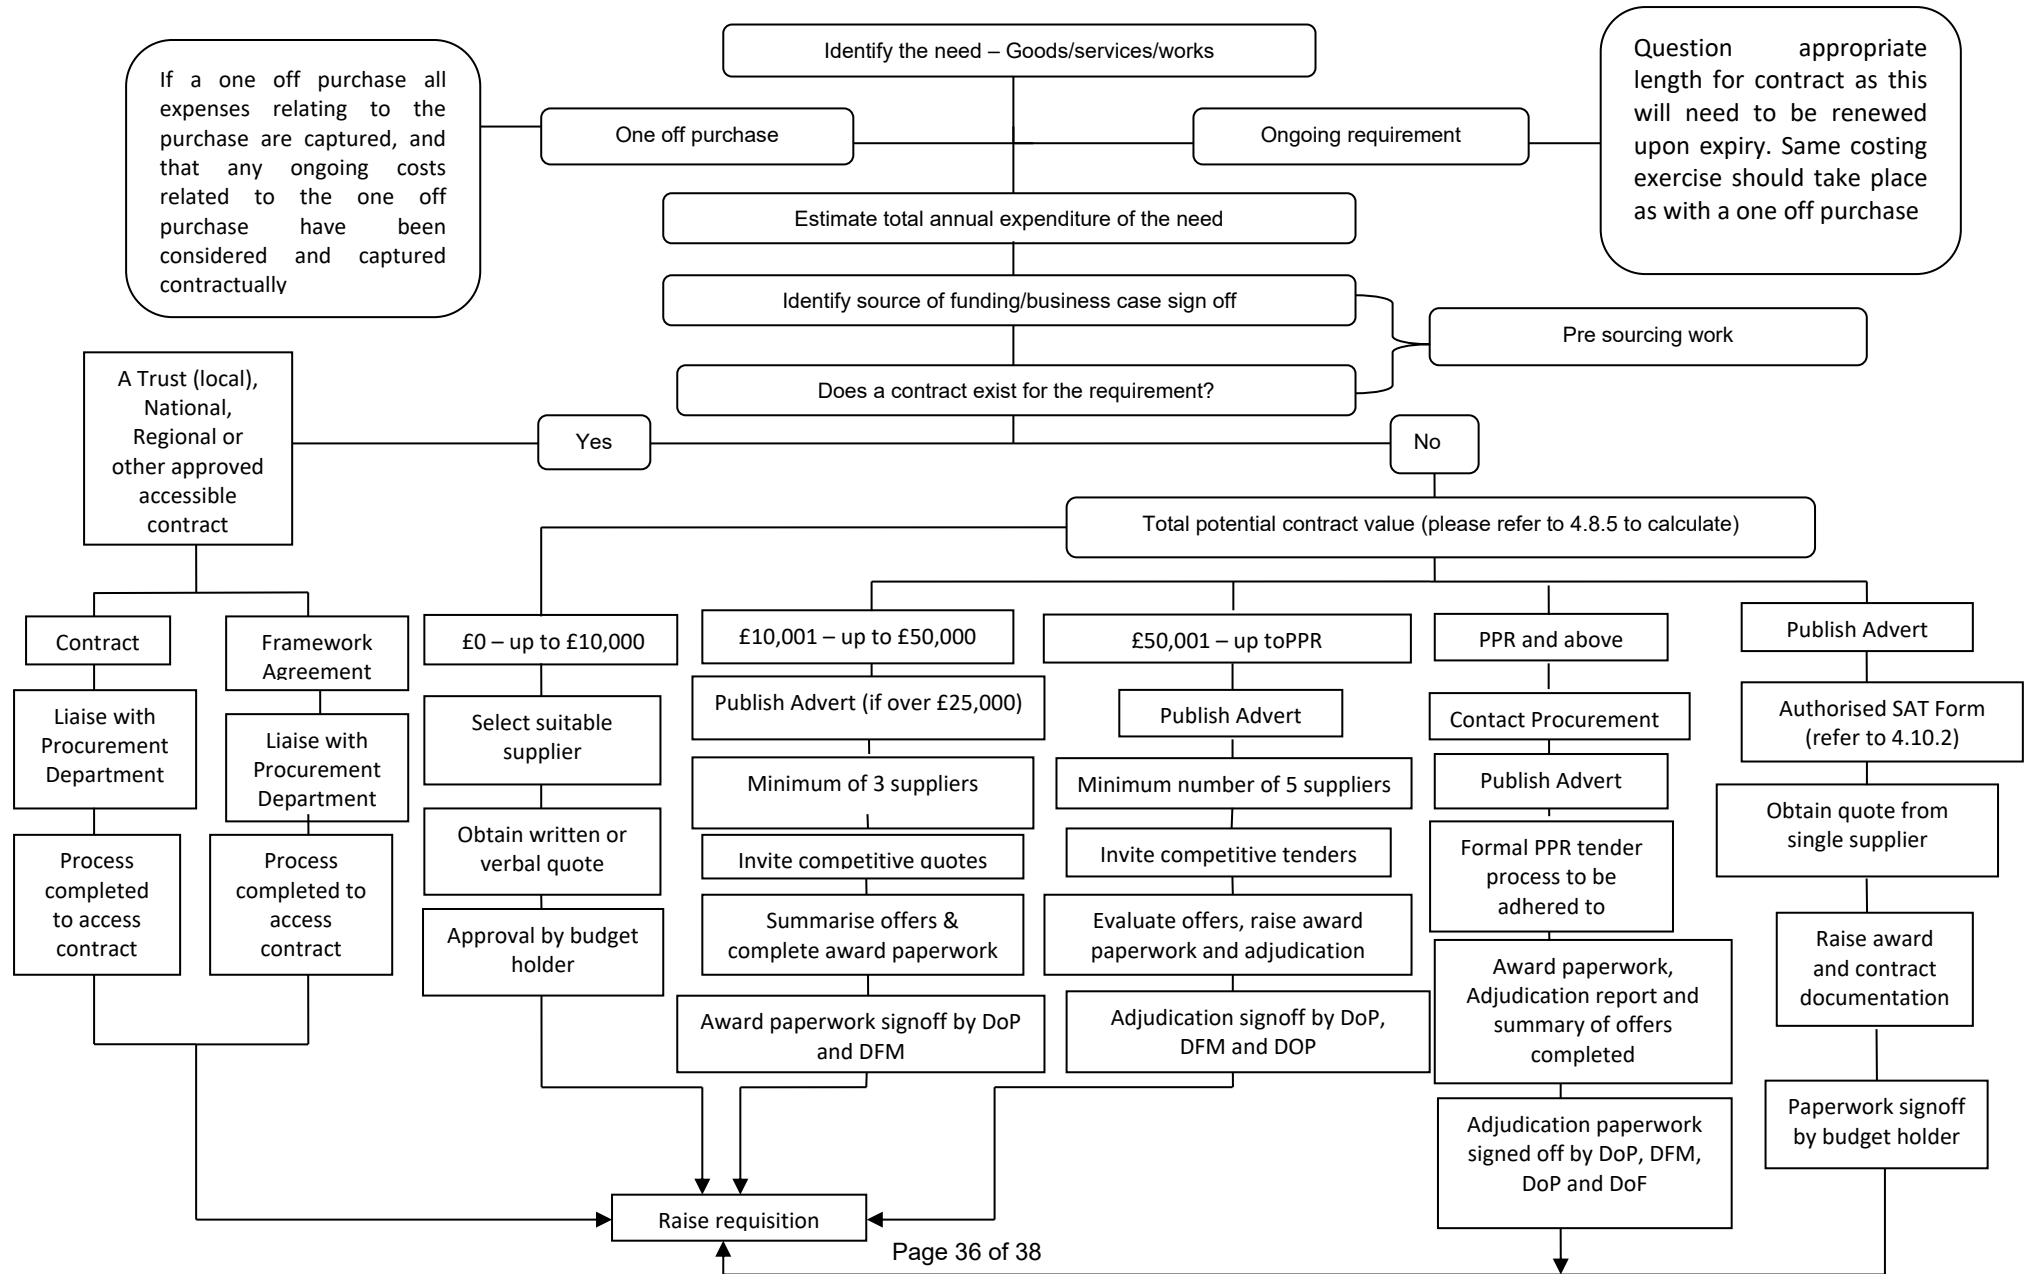 Identify the need – Goods/services/works
If a one off purchase all
expenses relating to the
purchase are captured, and
that any ongoing costs
related to the one off
purchase have been
considered and captured
contractually
One off purchase
Ongoing requirement
Question appropriate
length for contract as this
will need to be renewed
upon expiry. Same costing
exercise should take place
as with a one off purchase
Estimate total annual expenditure of the need
Identify source of funding/business case sign off
Pre sourcing work
Does a contract exist for the requirement?
A Trust (local),
National,
Regional or
other approved
accessible
contract
Yes
No
Total potential contract value (please refer to 4.8.5 to calculate)
Contract
Liaise with
Procurement
Department
Process
completed
to access
contract
Framework
Agreement
Liaise with
Procurement
Department
Process
completed to
access
contract
£0 – up to £10,000
Select suitable
supplier
Obtain written or
verbal quote
Approval by budget
holder
£10,001 – up to £50,000
Publish Advert (if over £25,000)
Minimum of 3 suppliers
Invite competitive quotes
Summarise offers &
complete award paperwork
Award paperwork signoff by DoP
and DFM
£50,001 – up toPPR
Publish Advert
Minimum number of 5 suppliers
Invite competitive tenders
Evaluate offers, raise award
paperwork and adjudication
Adjudication signoff by DoP,
DFM and DOP
PPR and above
Contact Procurement
Publish Advert
Formal PPR tender
process to be
adhered to
Award paperwork,
Adjudication report and
summary of offers
completed
Adjudication paperwork
signed off by DoP, DFM,
DoP and DoF
Publish Advert
Authorised SAT Form
(refer to 4.10.2)
Obtain quote from
single supplier
Raise award
and contract
documentation
Paperwork signoff
by budget holder
Raise requisition
Page 36 of 38